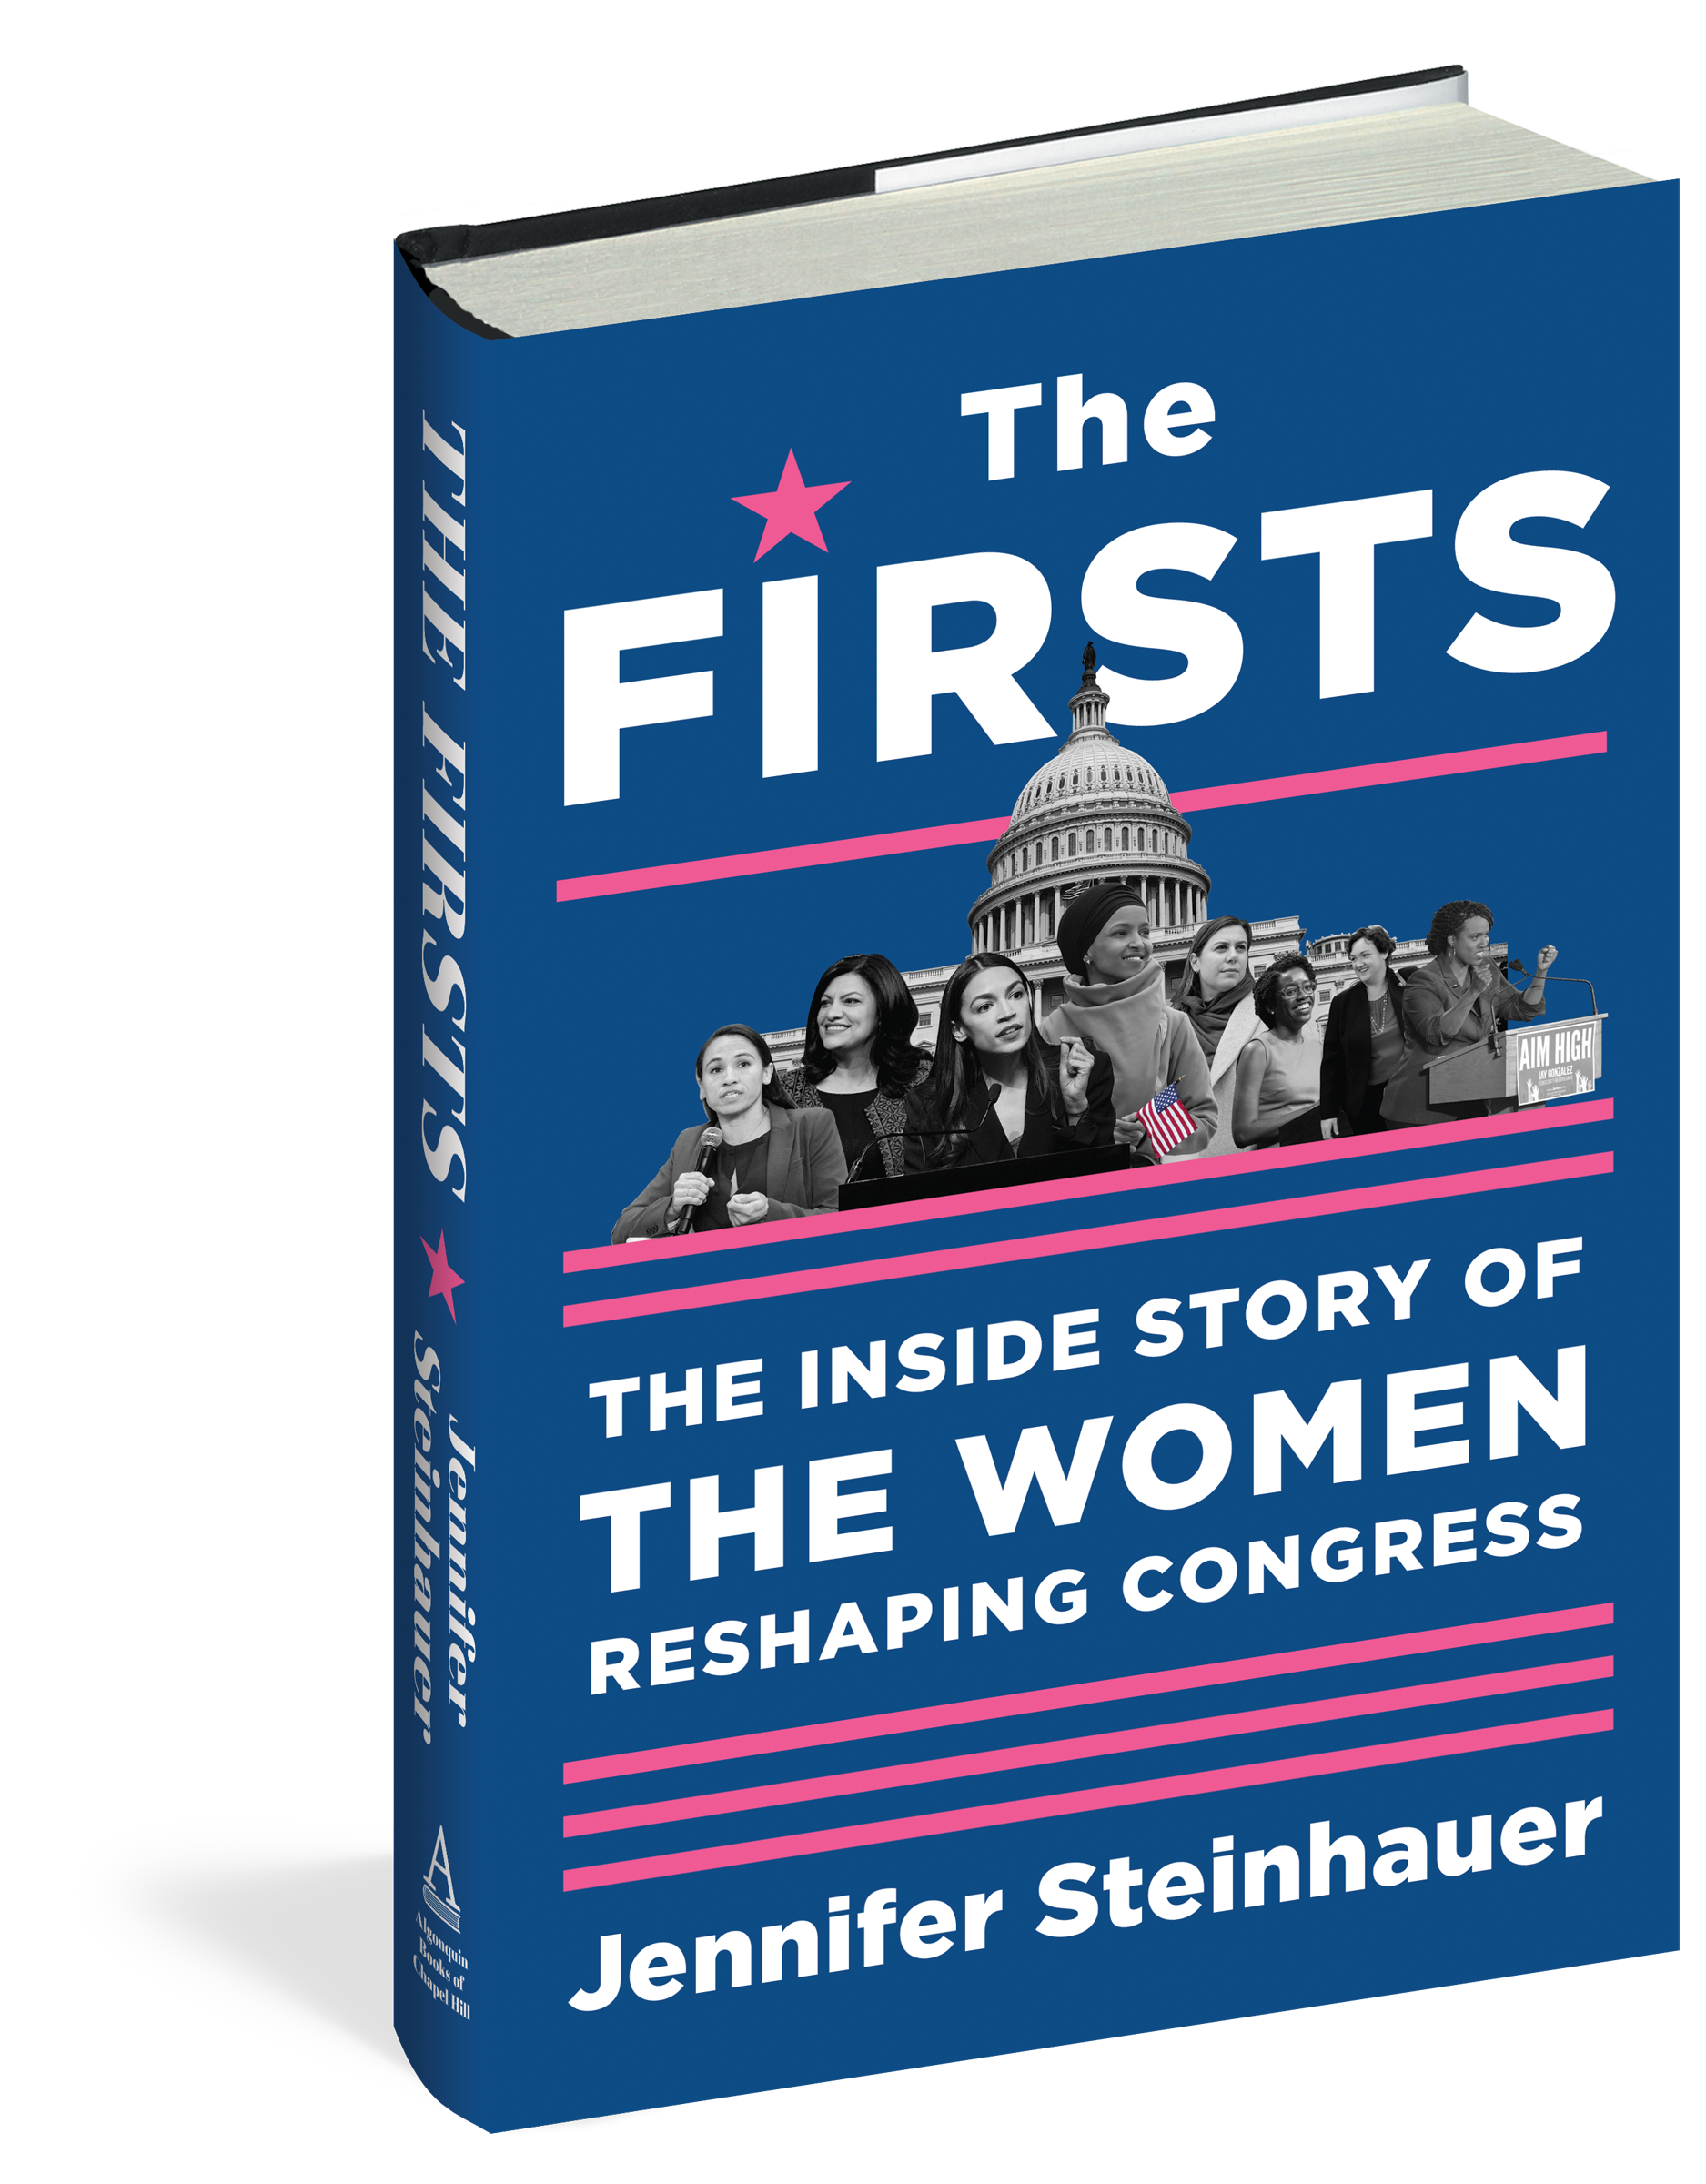 The
FIRSTS
AIM HIGH
JAY GONZALEZ
THE INSIDE STORY OF
THE WOMEN
RESHAPING CONGRESS
Jennifer Steinhauer
THE FIRSTS
Jennifer
Steinhauer
A
Algonquin
Books of
Chapel Hill